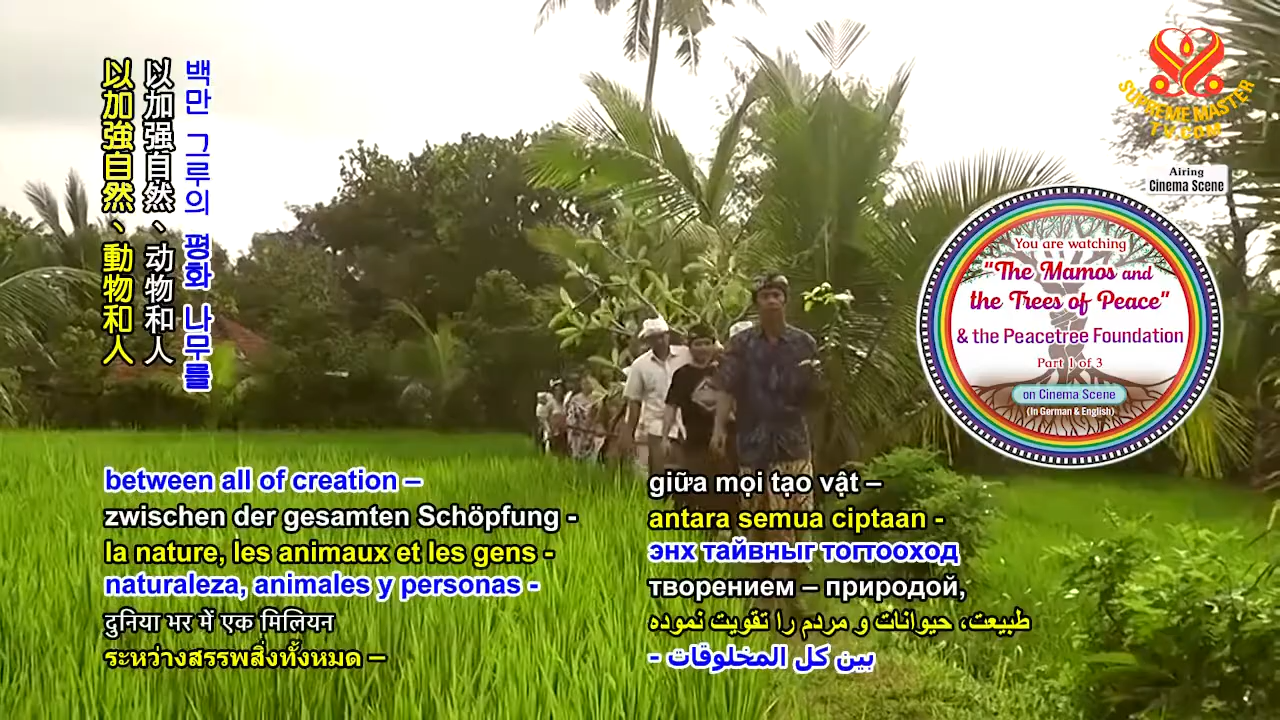 以加強自然、動物和人
以加强自然、动物和人
백만 그루의 평화 나무를
SUPREME MASTER
TV.COM
Airing
Cinema Scene
You are watching
"The Mamos and
the Trees of Peace"
& the Peacetree Foundation
Part 1 of 3
on Cinema Scene
(In German & English)
between all of creation –
zwischen der gesamten Schöpfung -
la nature, les animaux et les gens -
naturaleza, animales y personas -
दुनिया भर में एक मिलियन
ระหว่างสรรพสิ่งทั้งหมด –
giữa mọi tạo vật –
antara semua ciptaan -
энх тайвныг тогтооход
творением – природой,
طبیعت، حیوانات و مردم را تقویت نموده
بين كل المخلوقات -